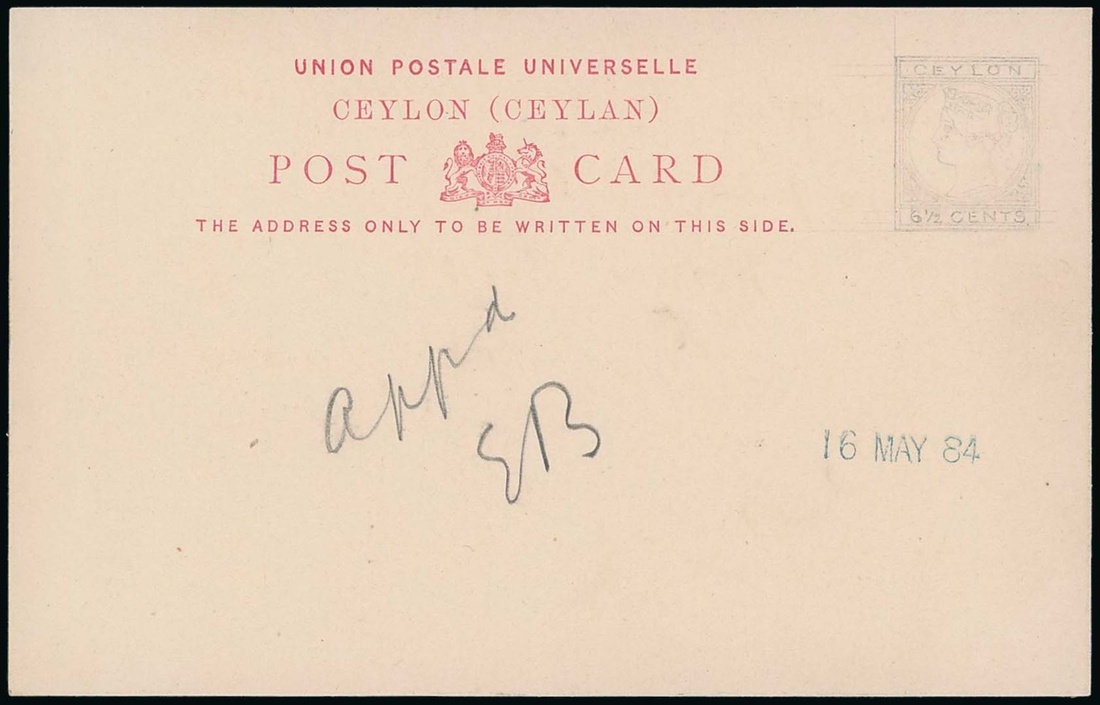 UNION POSTALE UNIVERSELLE
CEYLON (CEYLAN)
POST CARD
THE ADDRESS ONLY TO BE WRITTEN ON THIS SIDE.
CEYLON
6½ CENTS.
Appd
EB
16 MAY 84